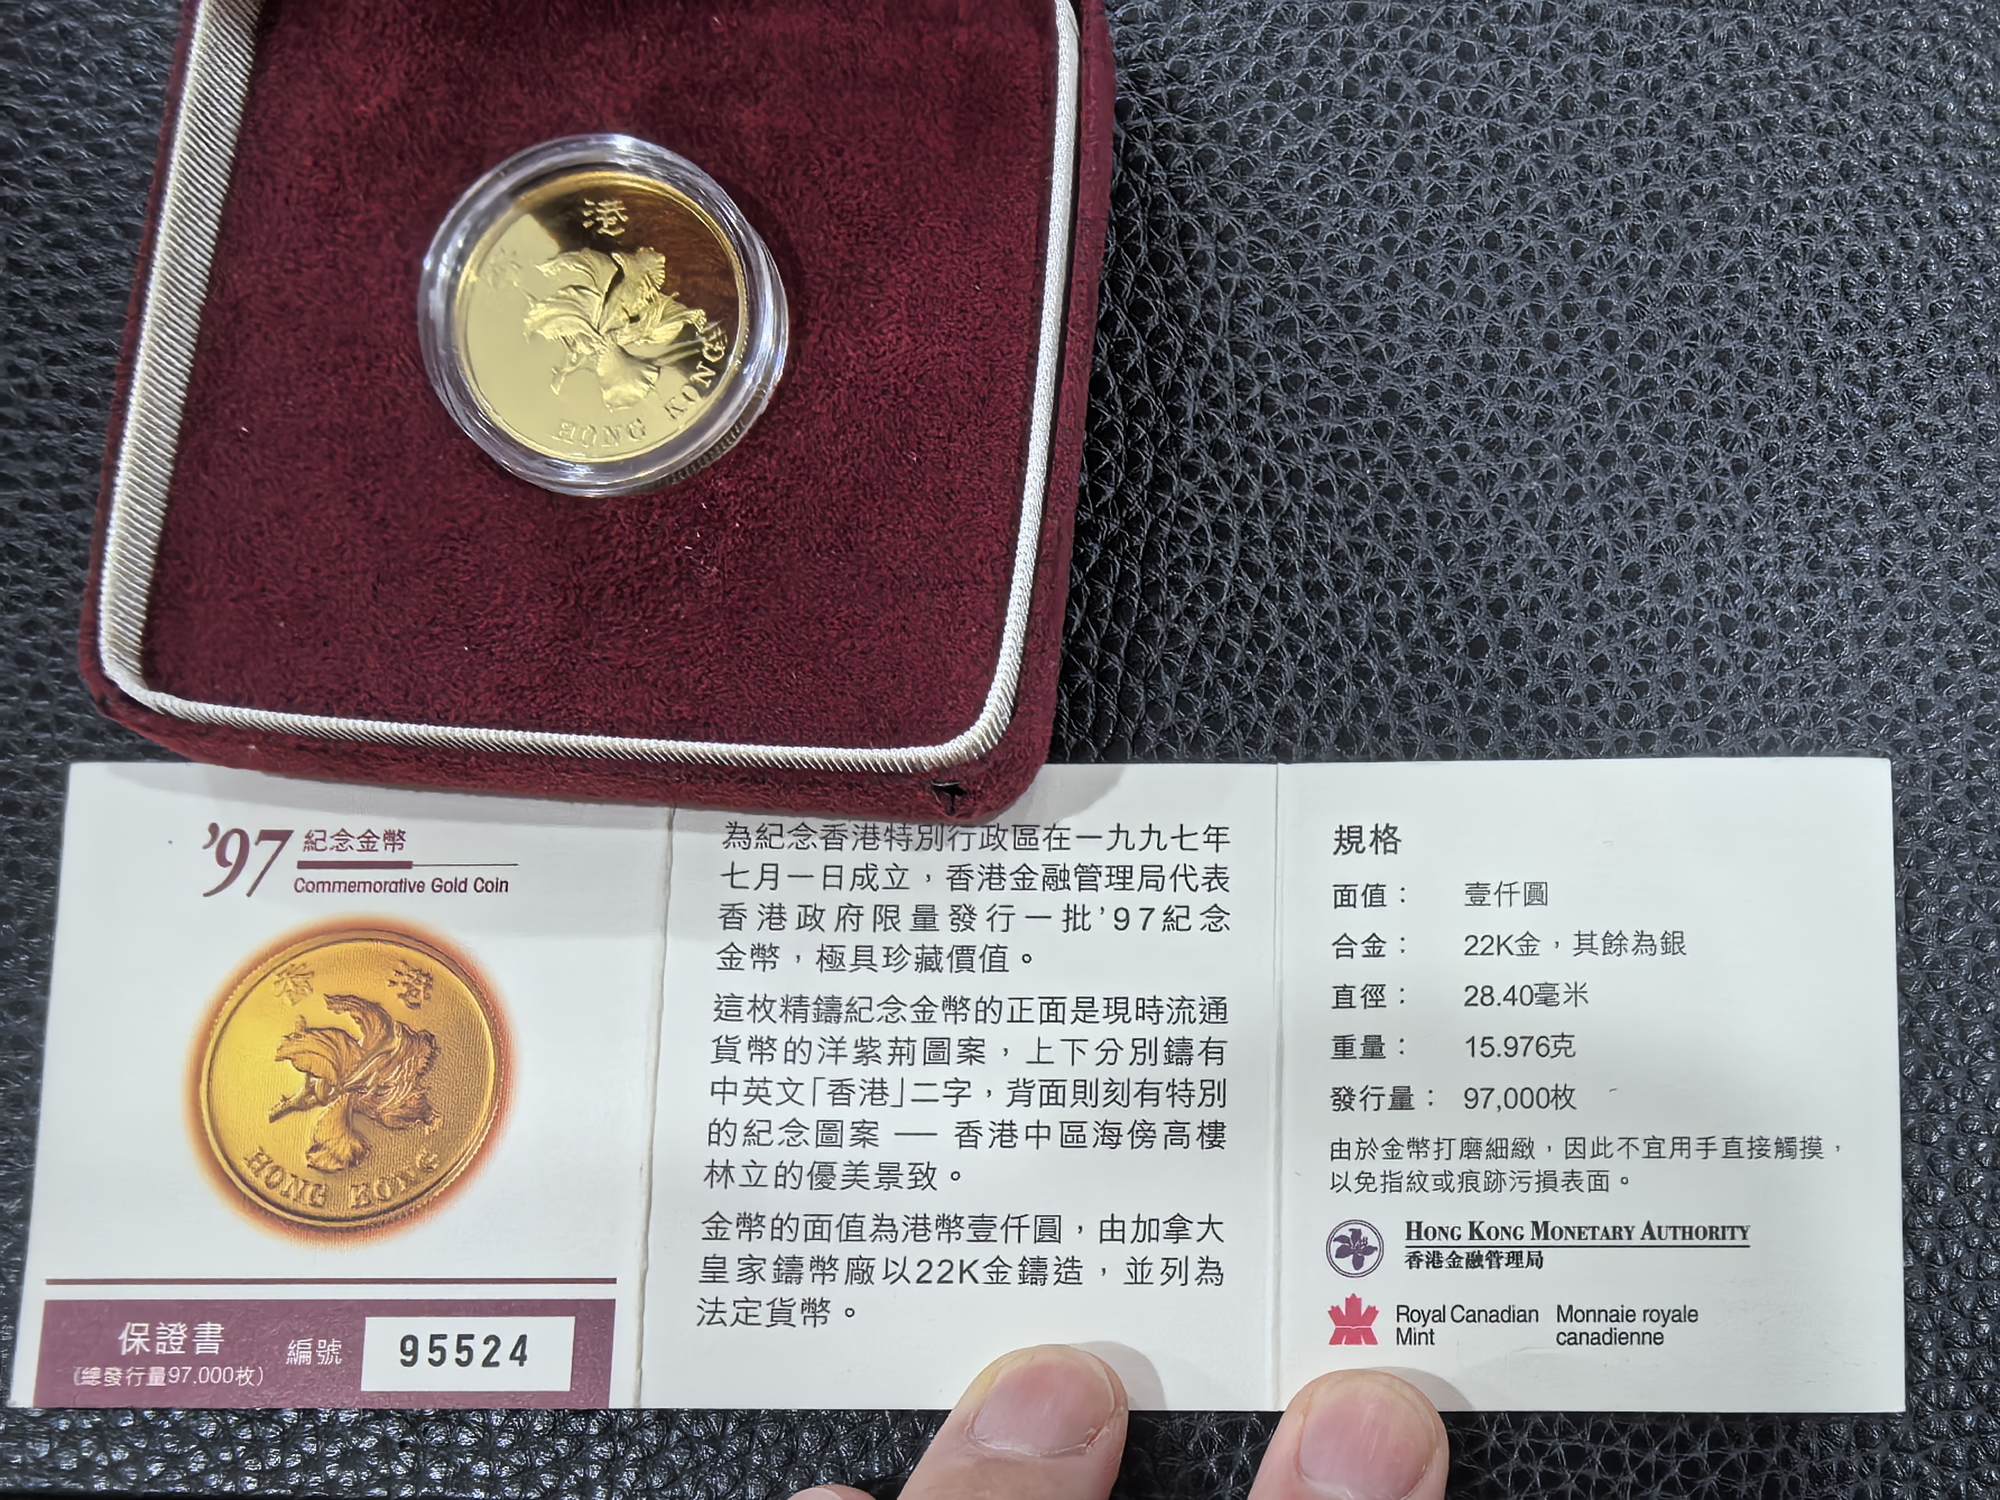 港
HONG KONG
'97 紀念金幣
Commemorative Gold Coin
香 港
HONG KONG
保證書
(總發行量97,000枚)
編號
95524
為紀念香港特別行政區在一九九七年
七月一日成立，香港金融管理局代表
香港政府限量發行一批'97紀念
金幣，極具珍藏價值。
這枚精鑄紀念金幣的正面是現時流通
貨幣的洋紫荊圖案，上下分別鑄有
中英文「香港」二字，背面則刻有特別
的紀念圖案 — 香港中區海傍高樓
林立的優美景致。
金幣的面值為港幣壹仟圓，由加拿大
皇家鑄幣廠以22K金鑄造，並列為
法定貨幣。
規格
面值： 壹仟圓
合金： 22K金，其餘為銀
直徑： 28.40毫米
重量： 15.976克
發行量： 97,000枚
由於金幣打磨細緻，因此不宜用手直接觸摸，
以免指紋或痕跡污損表面。
HONG KONG MONETARY AUTHORITY
香港金融管理局
Royal Canadian Monnaie royale
Mint canadienne